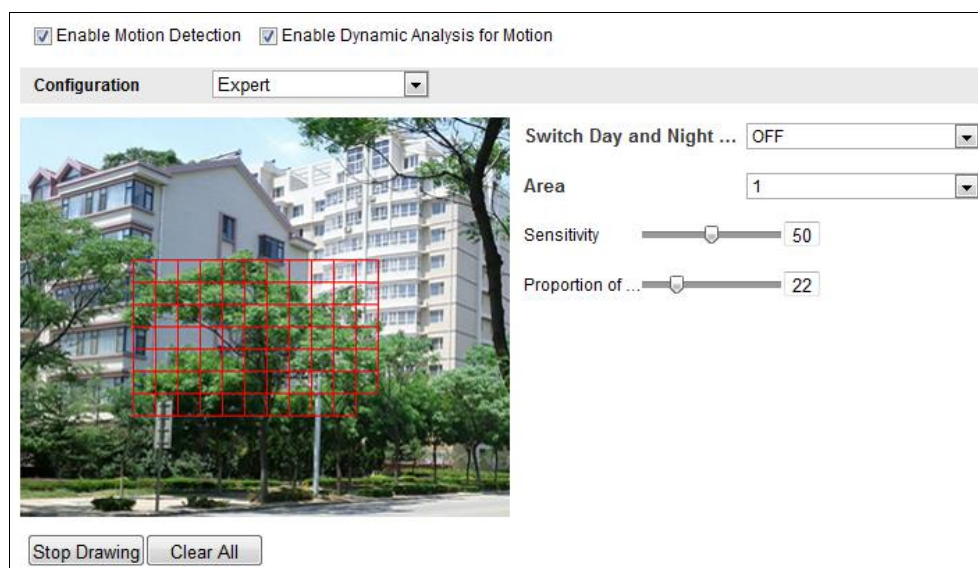 Enable Motion Detection Enable Dynamic Analysis for Motion
Configuration Expert
Switch Day and Night ... OFF
Area 1
Sensitivity 50
Proportion of ... 22
Stop Drawing Clear All